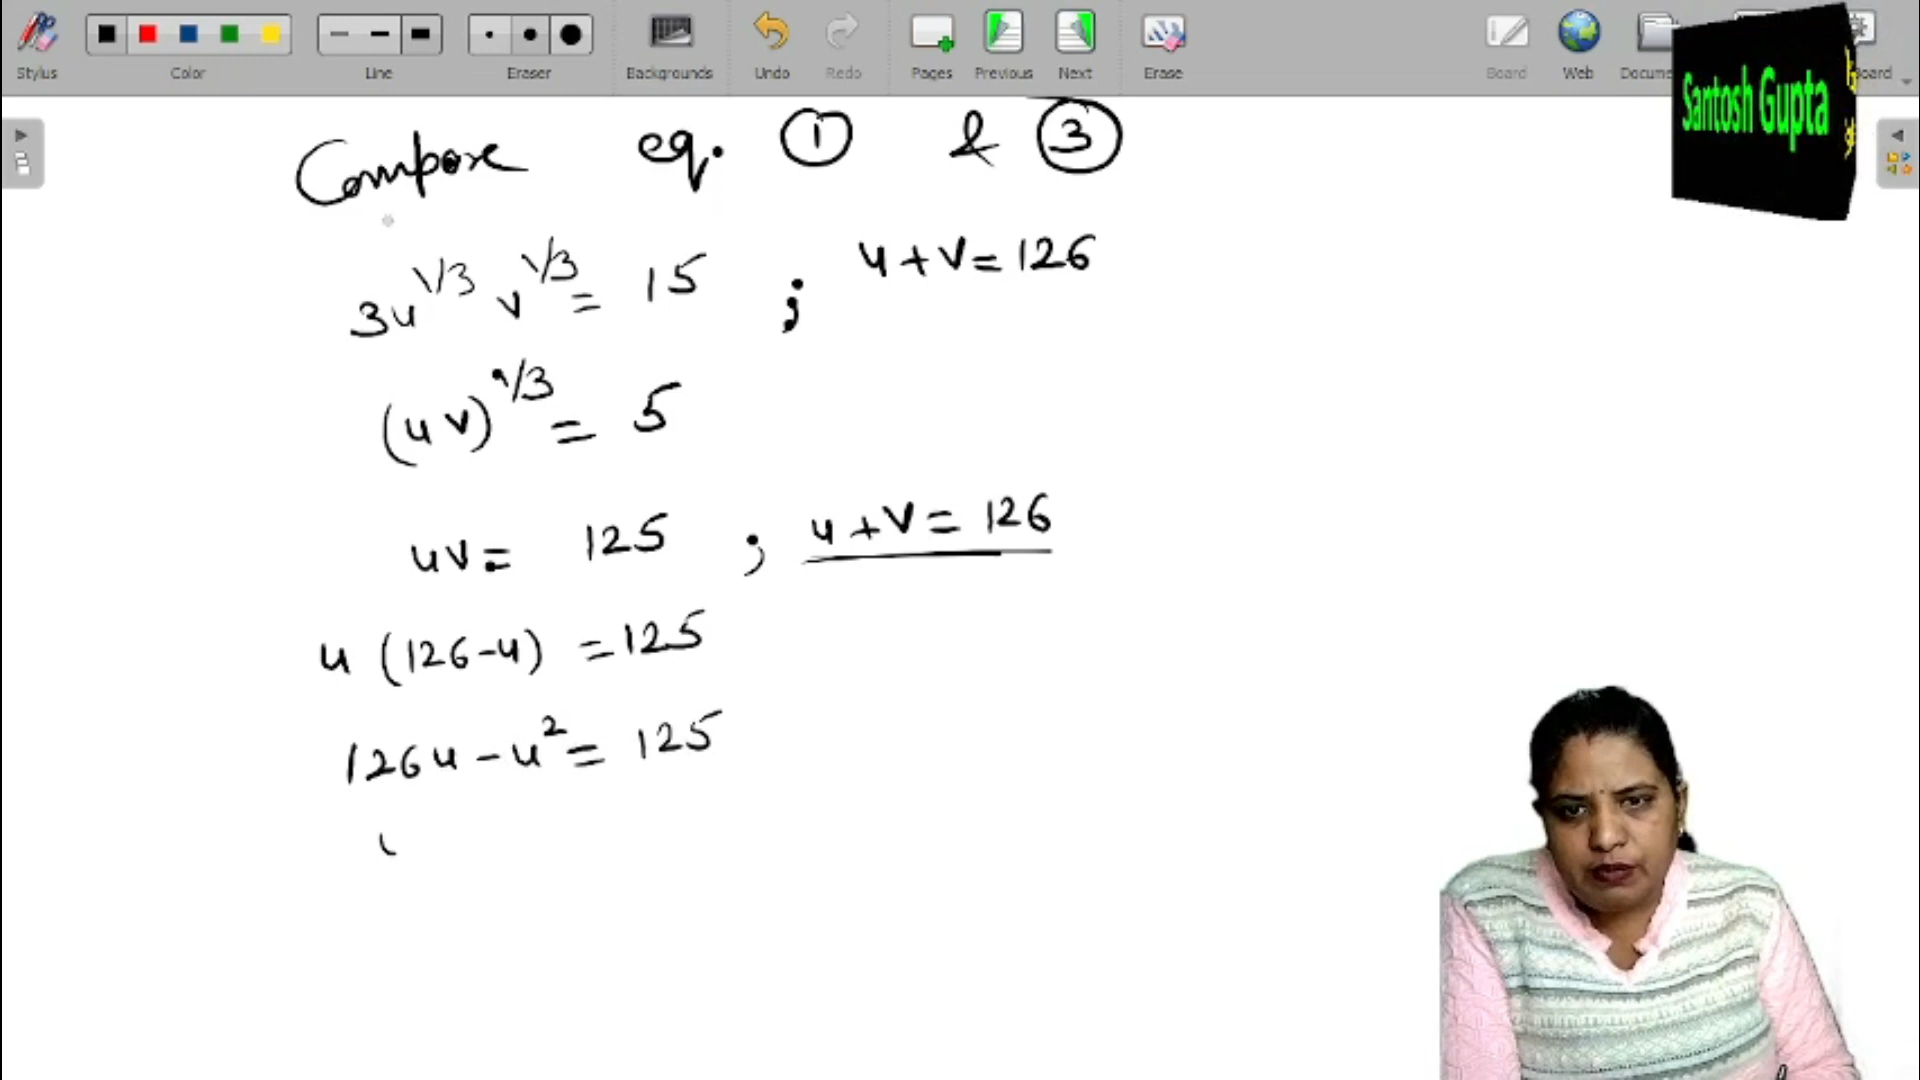 Stylus Color Line Eraser Backgrounds Undo Redo Pages Previous Next Erase Board Web
Santosh Gupta
Compare eq. ① & ③
3u^1/3 v^1/3 = 15 ; u+v=126
(uv)^1/3 = 5
uv = 125 ; u+v=126
u (126-u) =125
126u-u²= 125